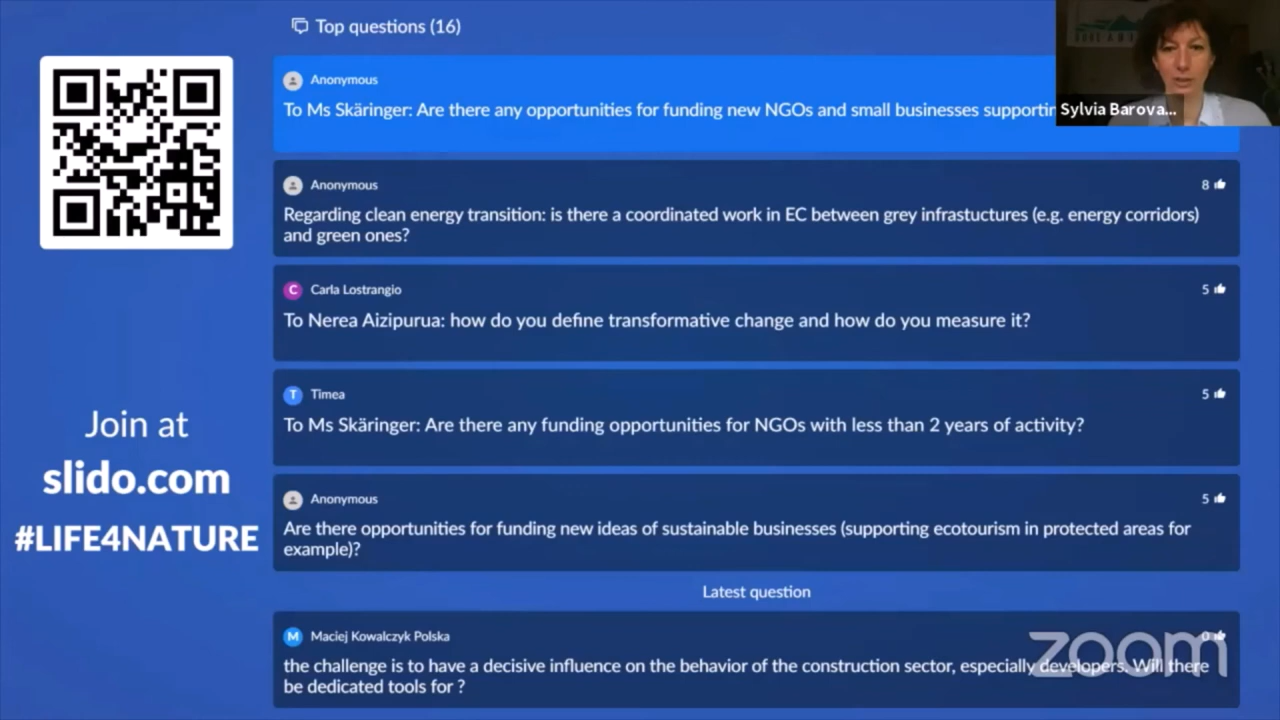 Top questions (16)
Anonymous
To Ms Skäringer: Are there any opportunities for funding new NGOs and small businesses
Sylvia Barova...
Anonymous
8
Regarding clean energy transition: is there a coordinated work in EC between grey infrastuctures (e.g. energy corridors)
and green ones?
C
Carla Lostrangio
5
To Nerea Aizipurua: how do you define transformative change and how do you measure it?
T
Timea
5
To Ms Skäringer: Are there any funding opportunities for NGOs with less than 2 years of activity?
Anonymous
5
Are there opportunities for funding new ideas of sustainable businesses (supporting ecotourism in protected areas for
example)?
Latest question
M
Maciej Kowalczyk Polska
0
the challenge is to have a decisive influence on the behavior of the construction sector, especially developers. Will there
be dedicated tools for ?
Join at
slido.com
#LIFE4NATURE
zoom